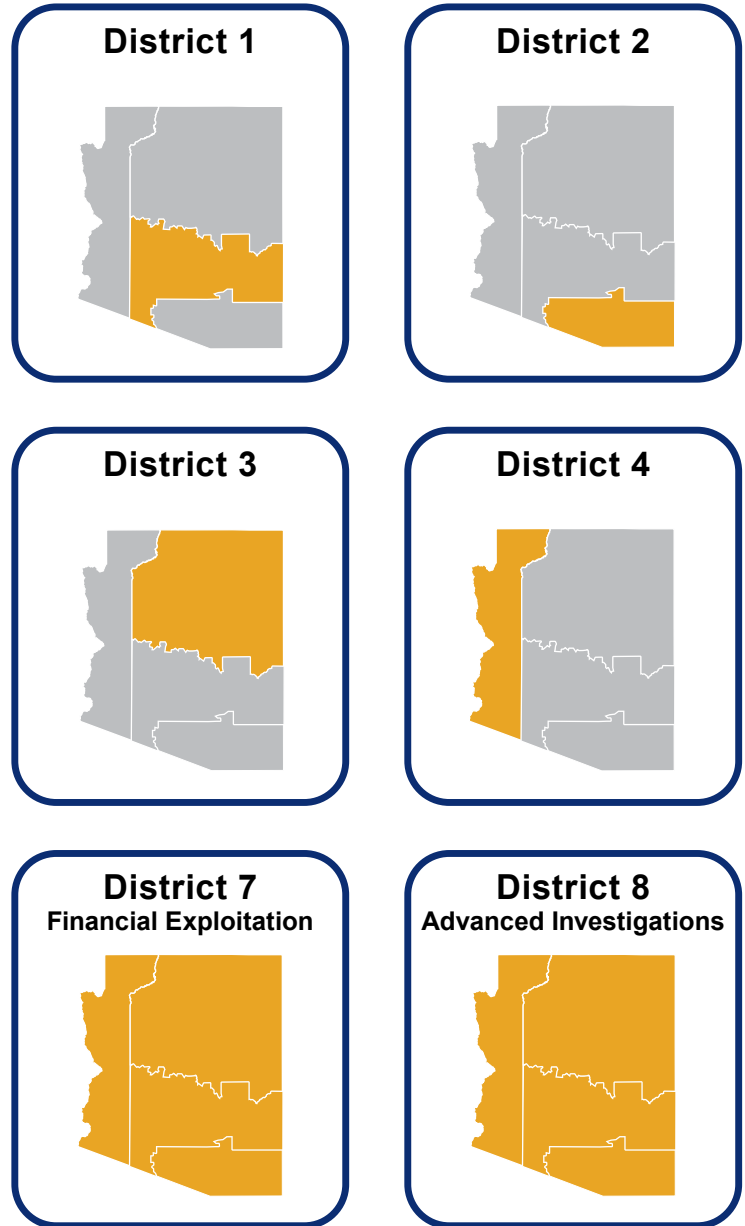 District 1
District 2
District 3
District 4
District 7
Financial Exploitation
District 8
Advanced Investigations